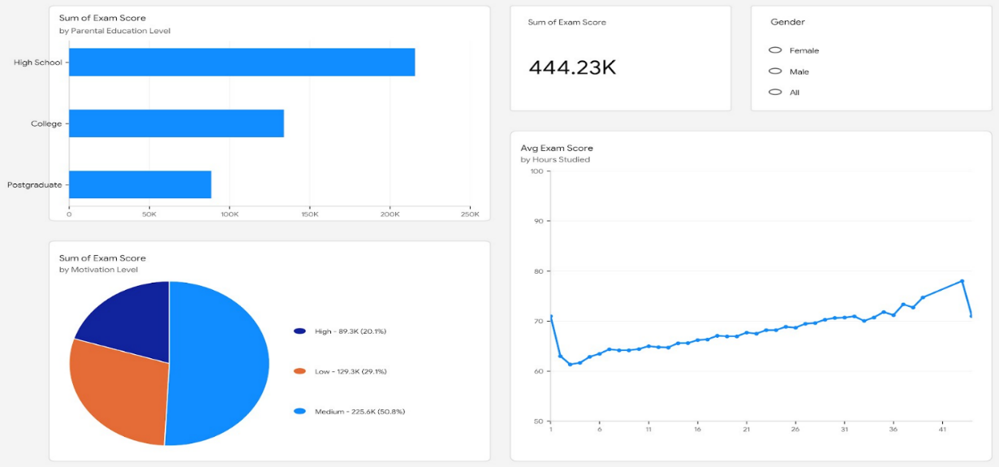 Sum of Exam Score
by Parental Education Level
High School
College
Postgraduate
0 50K 100K 150K 200K 250K
Sum of Exam Score
444.23K
Gender
Female
Male
All
Sum of Exam Score
by Motivation Level
High - 89.3K (20.1%)
Low - 129.3K (29.1%)
Medium - 225.6K (50.8%)
Avg Exam Score
by Hours Studied
100
90
80
70
60
50
1 6 11 16 21 26 31 36 41